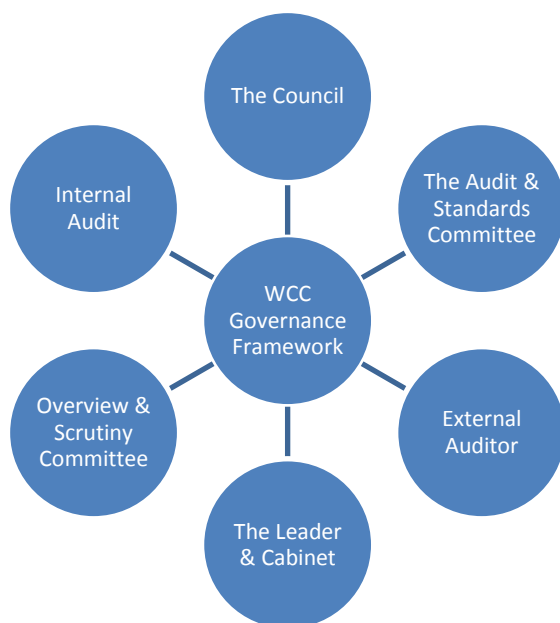 The Council
Internal
Audit
The Audit &
Standards
Committee
WCC
Governance
Framework
Overview &
Scrutiny
Committee
External
Auditor
The Leader
& Cabinet